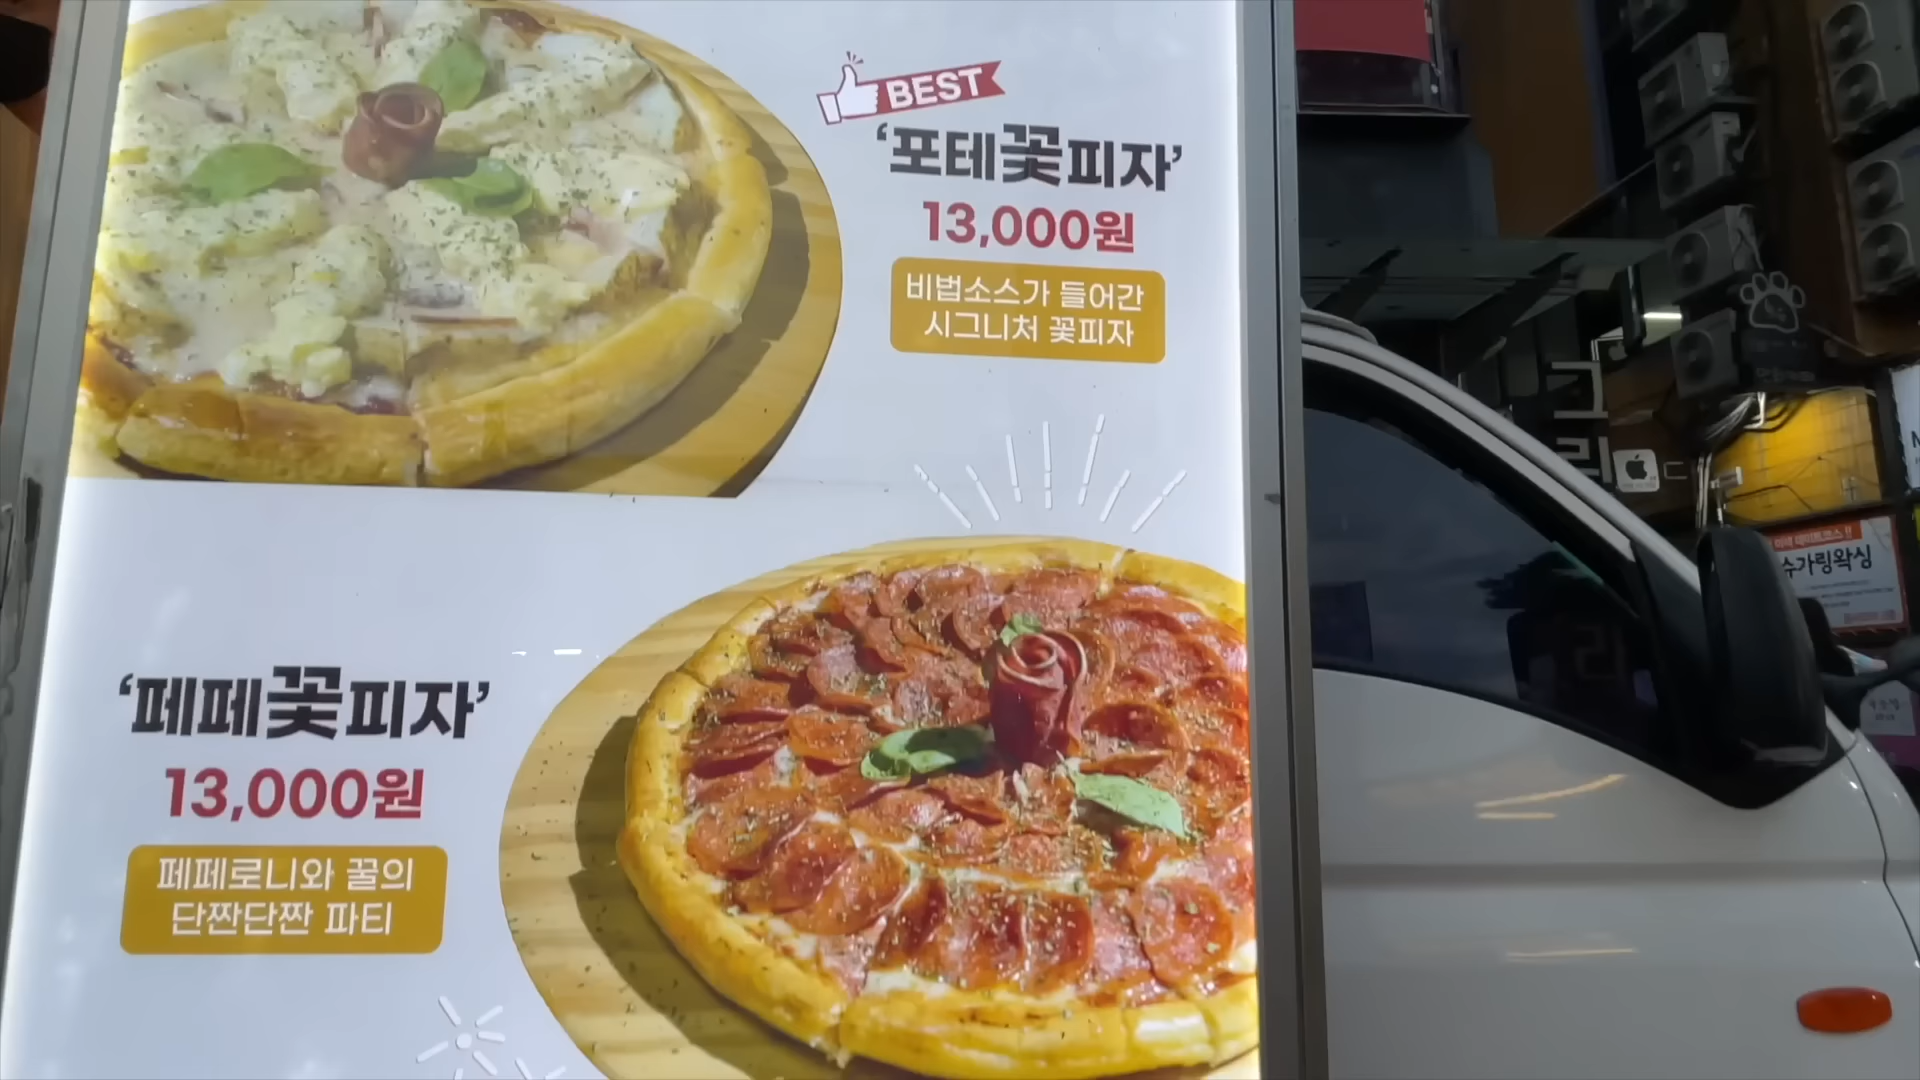 BEST
‘포테꽃피자’
13,000원
비법소스가 들어간
시그니처 꽃피자
‘페페꽃피자’
13,000원
페페로니와 꿀의
단짠단짠 파티
그
린
수가링왁싱